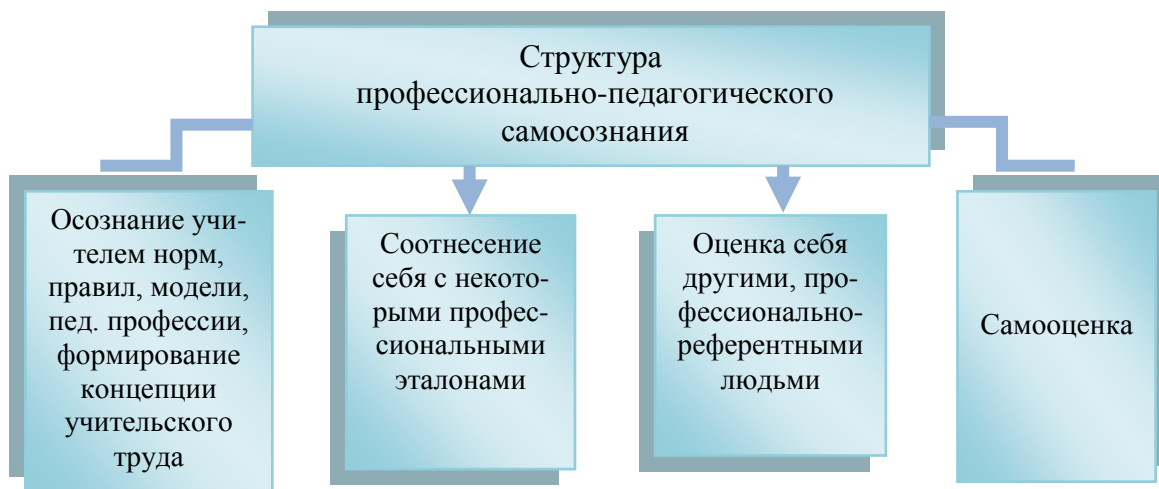 Структура
профессионально-педагогического
самосознания
Осознание учи-
телем норм,
правил, модели,
пед. профессии,
формирование
концепции
учительского
труда
Соотнесение
себя с некото-
рыми профес-
сиональными
эталонами
Оценка себя
другими, про-
фессионально-
референтными
людьми
Самооценка